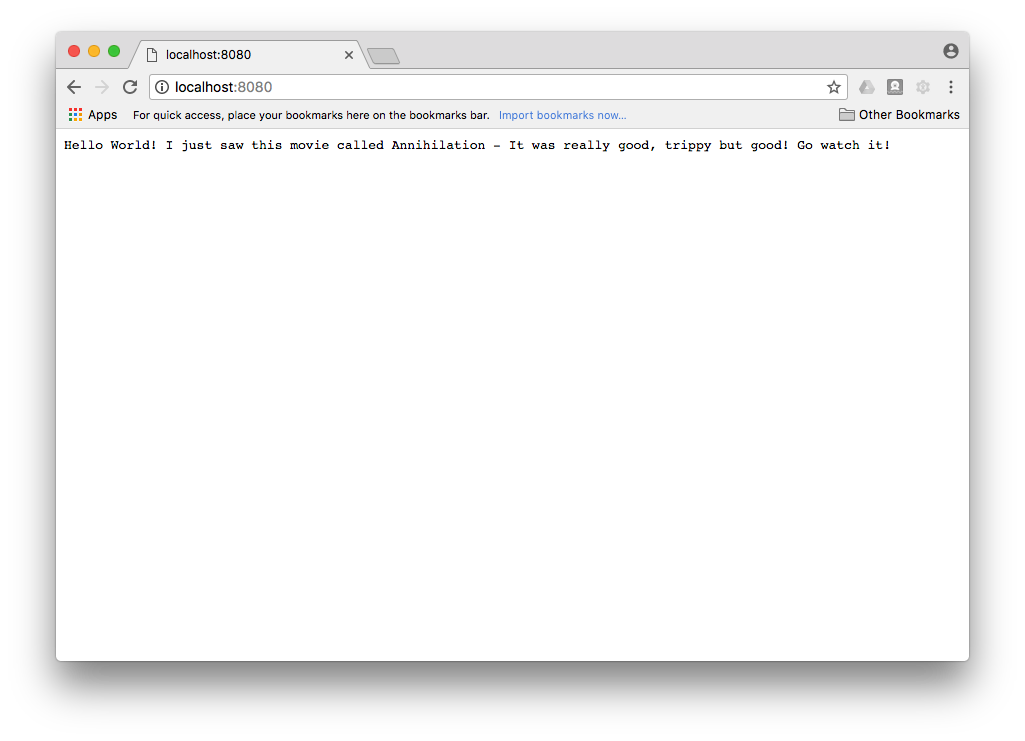 localhost:8080
localhost:8080
Apps For quick access, place your bookmarks here on the bookmarks bar. Import bookmarks now... Other Bookmarks
Hello World! I just saw this movie called Annihilation - It was really good, trippy but good! Go watch it!